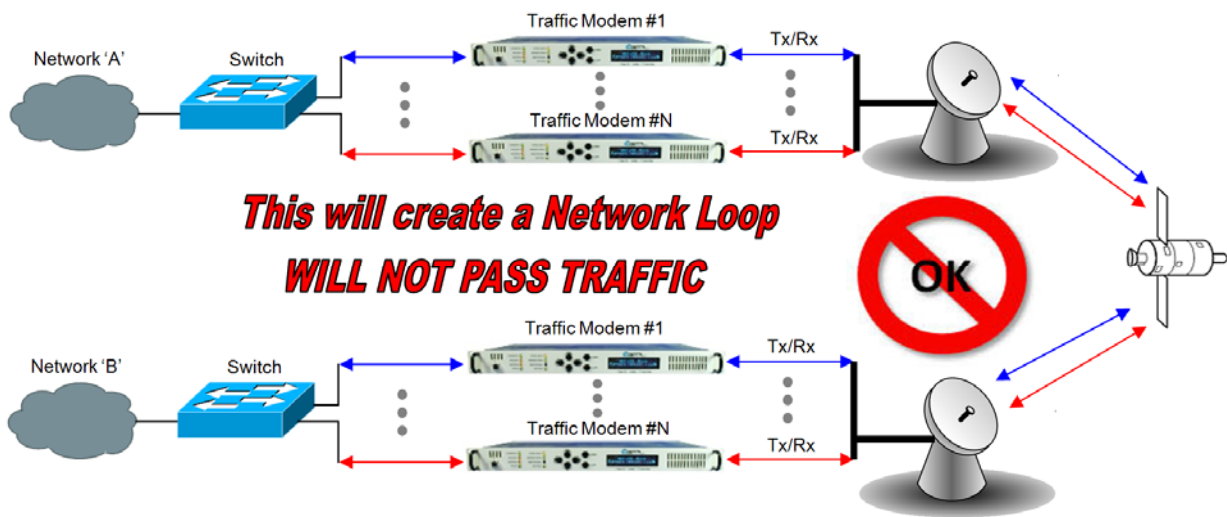 Traffic Modem #1
Network 'A'
Switch
Tx/Rx
Traffic Modem #N
Tx/Rx
This will create a Network Loop
WILL NOT PASS TRAFFIC
OK
Traffic Modem #1
Network 'B'
Switch
Tx/Rx
Traffic Modem #N
Tx/Rx